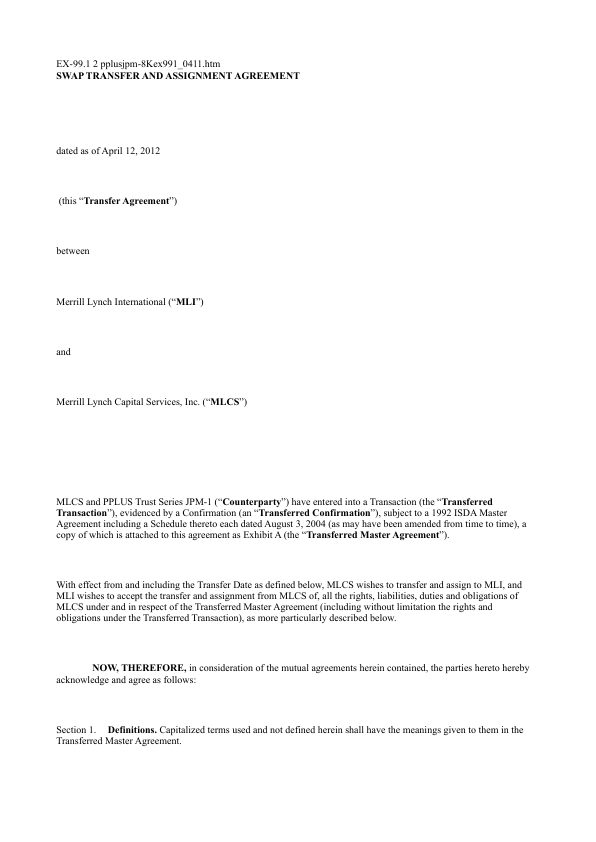 EX-99.1 2 pplusjpm-8Kex991_0411.htm
SWAP TRANSFER AND ASSIGNMENT AGREEMENT
dated as of April 12, 2012
(this “Transfer Agreement”)
between
Merrill Lynch International (“MLI”)
and
Merrill Lynch Capital Services, Inc. (“MLCS”)
MLCS and PPLUS Trust Series JPM-1 (“Counterparty”) have entered into a Transaction (the “Transferred
Transaction”), evidenced by a Confirmation (an “Transferred Confirmation”), subject to a 1992 ISDA Master
Agreement including a Schedule thereto each dated August 3, 2004 (as may have been amended from time to time), a
copy of which is attached to this agreement as Exhibit A (the “Transferred Master Agreement”).
With effect from and including the Transfer Date as defined below, MLCS wishes to transfer and assign to MLI, and
MLI wishes to accept the transfer and assignment from MLCS of, all the rights, liabilities, duties and obligations of
MLCS under and in respect of the Transferred Master Agreement (including without limitation the rights and
obligations under the Transferred Transaction), as more particularly described below.
NOW, THEREFORE, in consideration of the mutual agreements herein contained, the parties hereto hereby
acknowledge and agree as follows:
Section 1. Definitions. Capitalized terms used and not defined herein shall have the meanings given to them in the
Transferred Master Agreement.